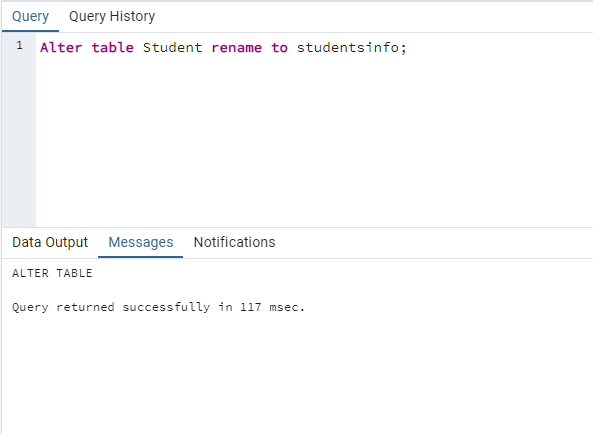 Query Query History
1 Alter table Student rename to studentsinfo;
Data Output Messages Notifications
ALTER TABLE
Query returned successfully in 117 msec.